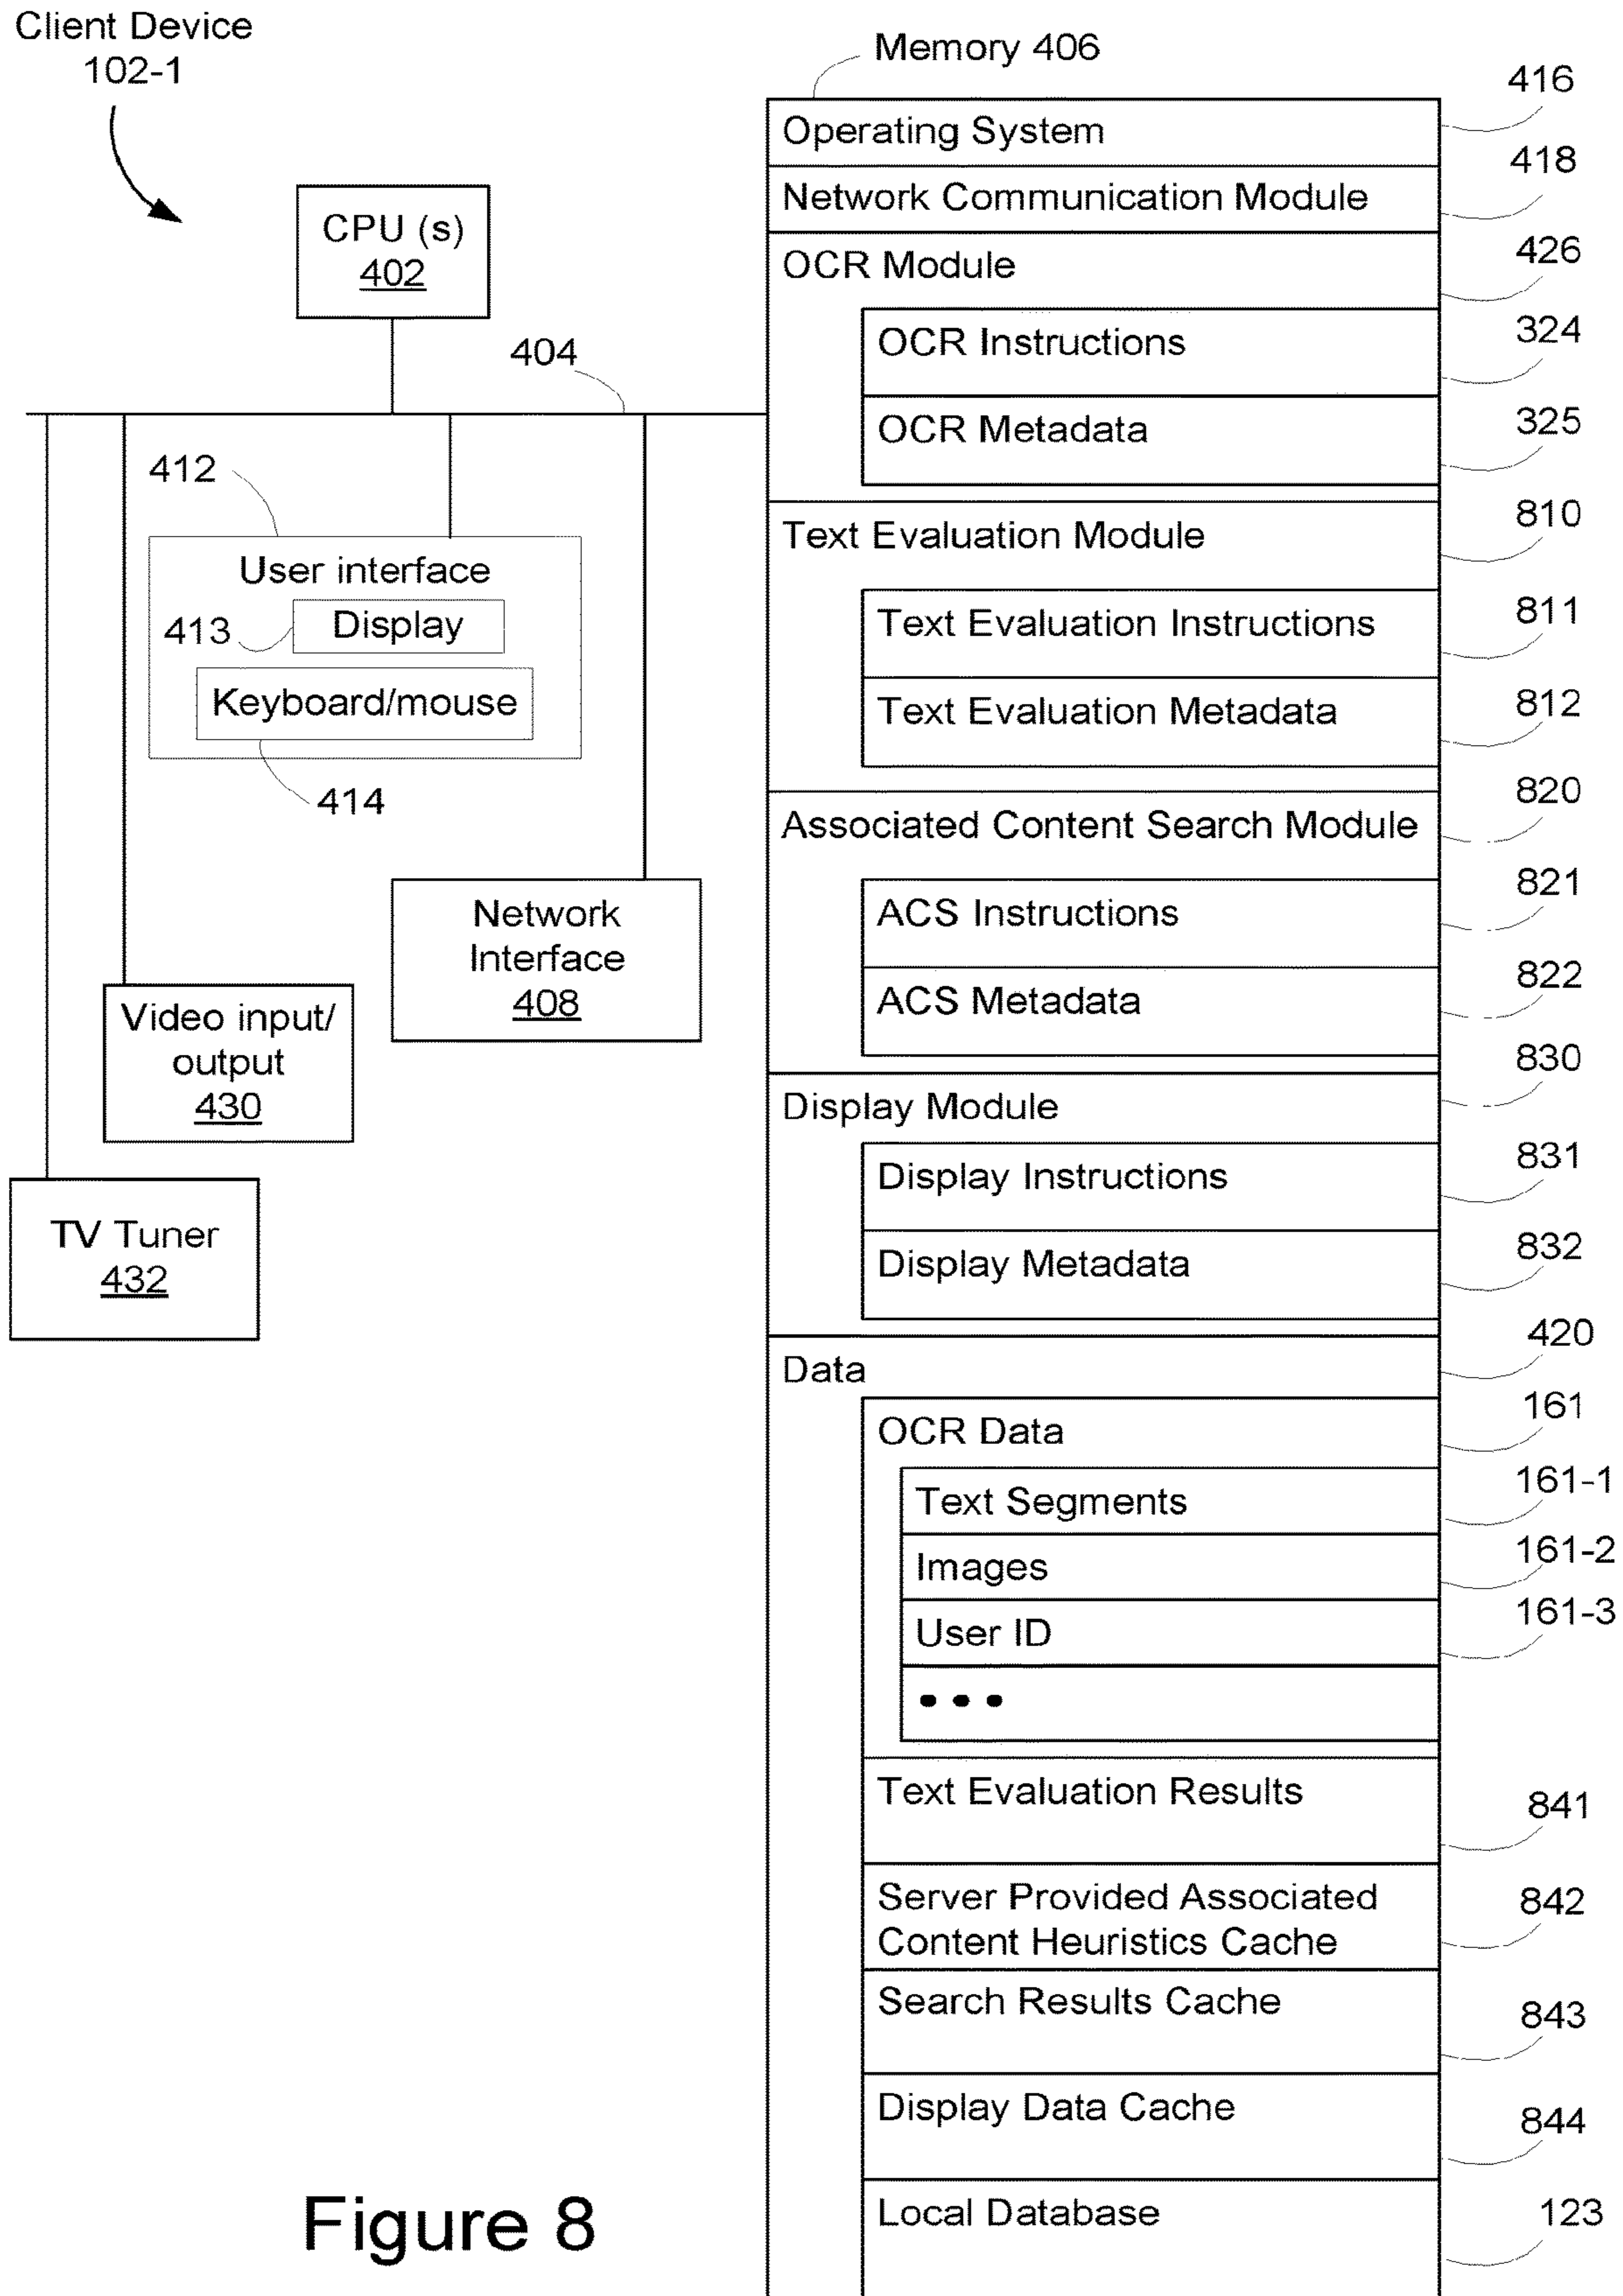 Client Device
102-1
Memory 406
416
Operating System
418
Network Communication Module
CPU (s)
402
426
OCR Module
324
OCR Instructions
404
325
OCR Metadata
412
810
Text Evaluation Module
User interface
811
Text Evaluation Instructions
413
Display
812
Text Evaluation Metadata
Keyboard/mouse
414
820
Associated Content Search Module
821
ACS Instructions
Network
Interface
408
822
ACS Metadata
Video input/
output
430
830
Display Module
831
Display Instructions
TV Tuner
432
832
Display Metadata
420
Data
161
OCR Data
161-1
Text Segments
161-2
Images
161-3
User ID
•••
Text Evaluation Results
841
Server Provided Associated
Content Heuristics Cache
842
Search Results Cache
843
Display Data Cache
844
Local Database
123
Figure 8